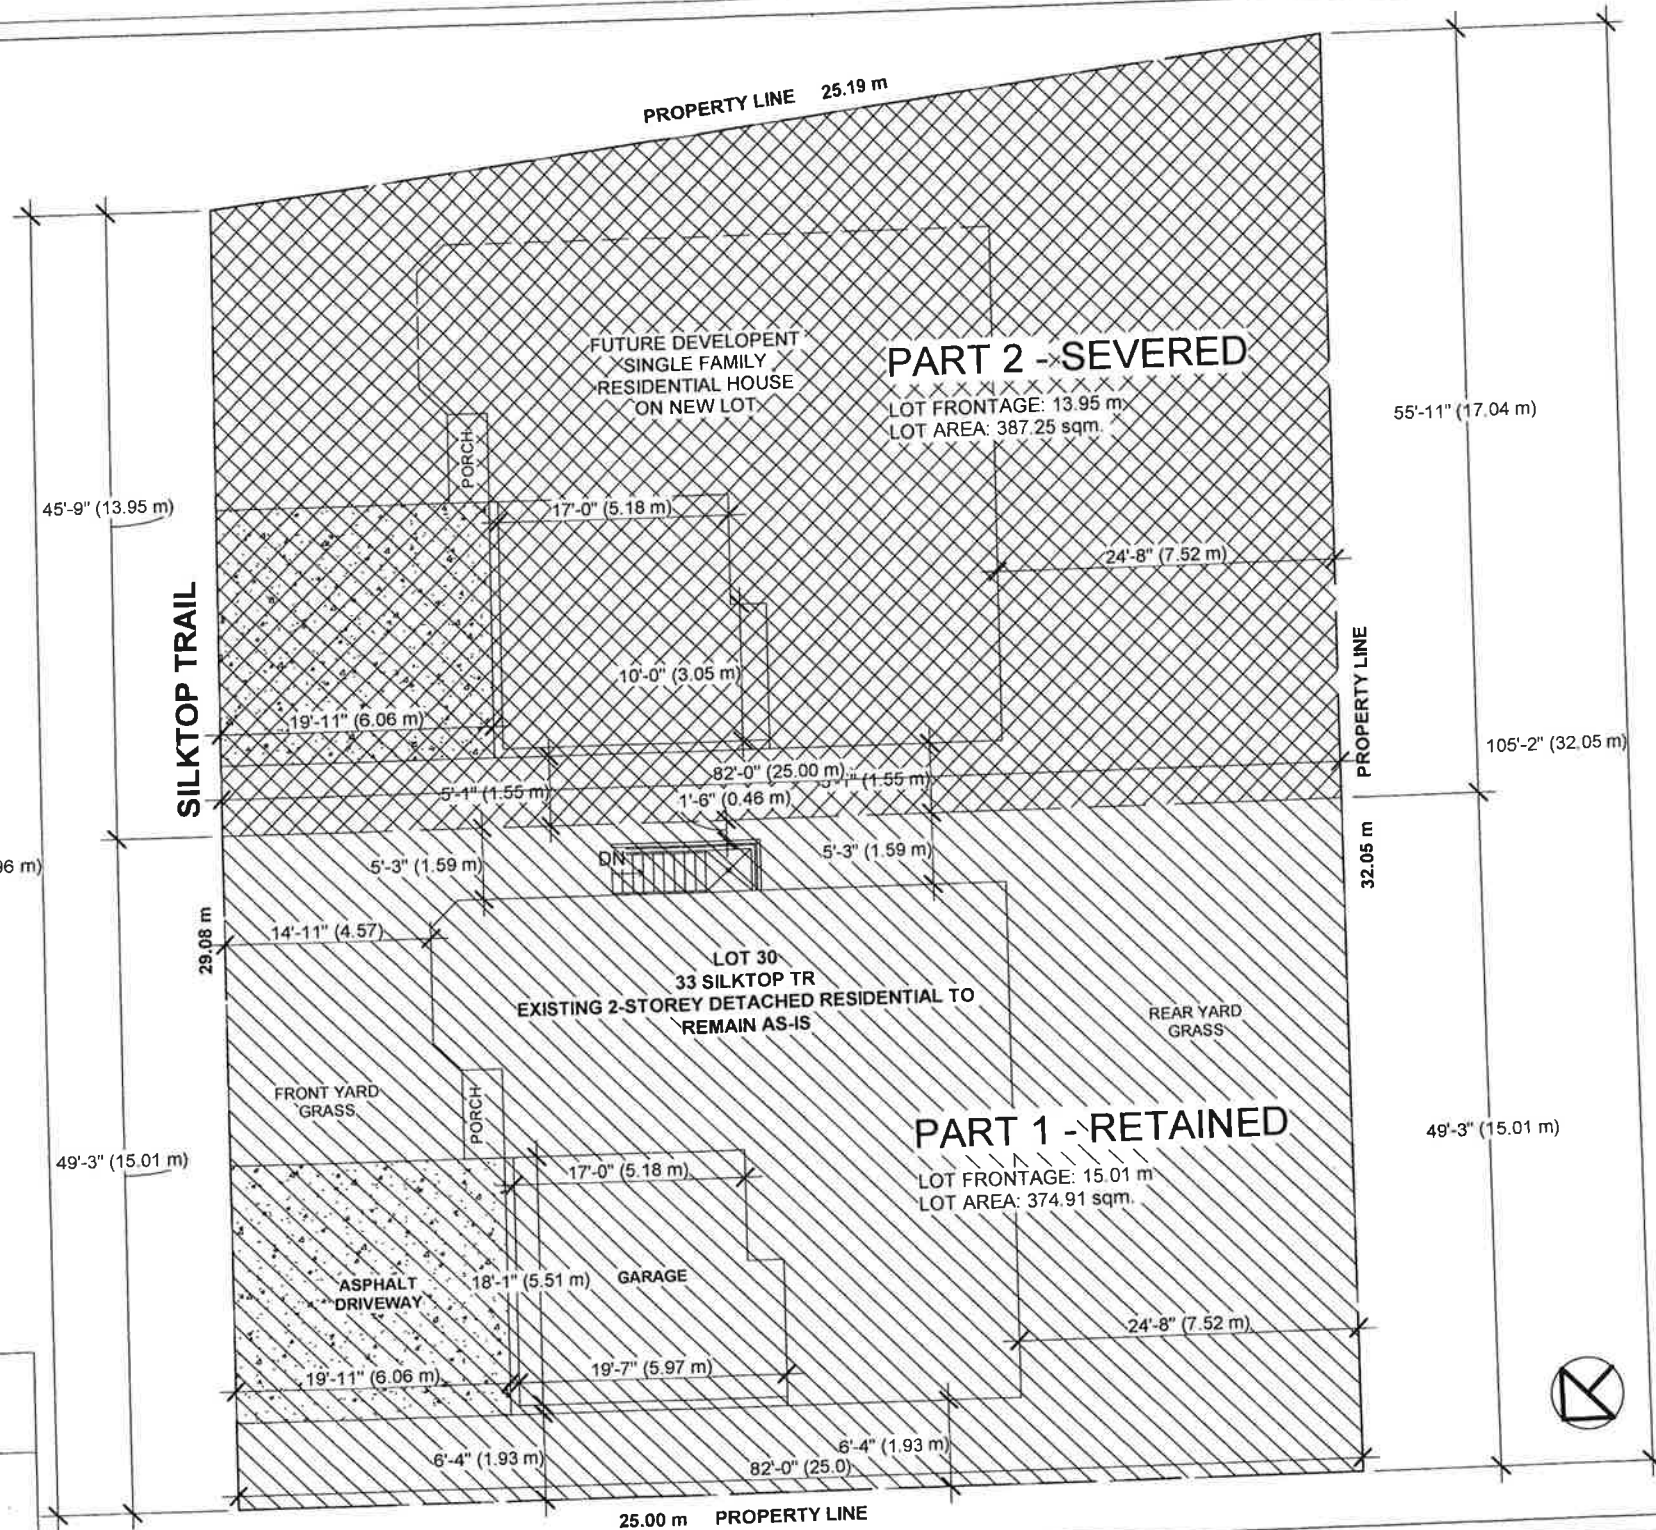 PROPERTY LINE 25.19 m
FUTURE DEVELOPENT
SINGLE FAMILY
RESIDENTIAL HOUSE
ON NEW LOT
PART 2 - SEVERED
LOT FRONTAGE: 13.95 m
LOT AREA: 387.25 sqm.
55'-11" (17.04 m)
PORCH
45'-9" (13.95 m)
17'-0" (5.18 m)
24'-8" (7.52 m)
SILKTOP TRAIL
10'-0" (3.05 m)
PROPERTY LINE
19'-11" (6.06 m)
105'-2" (32.05 m)
82'-0" (25.00 m)
5'-1" (1.55 m)
5'-1" (1.55 m)
1'-6" (0.46 m)
96 m)
5'-3" (1.59 m)
DN
5'-3" (1.59 m)
32.05 m
29.08 m
14'-11" (4.57)
LOT 30
33 SILKTOP TR
EXISTING 2-STOREY DETACHED RESIDENTIAL TO
REMAIN AS-IS
REAR YARD
GRASS
FRONT YARD
GRASS
PORCH
PART 1 - RETAINED
LOT FRONTAGE: 15.01 m
LOT AREA: 374.91 sqm.
49'-3" (15.01 m)
49'-3" (15.01 m)
17'-0" (5.18 m)
18'-1" (5.51 m)
GARAGE
ASPHALT
DRIVEWAY
24'-8" (7.52 m)
19'-11" (6.06 m)
19'-7" (5.97 m)
6'-4" (1.93 m)
6'-4" (1.93 m)
82'-0" (25.0)
25.00 m PROPERTY LINE